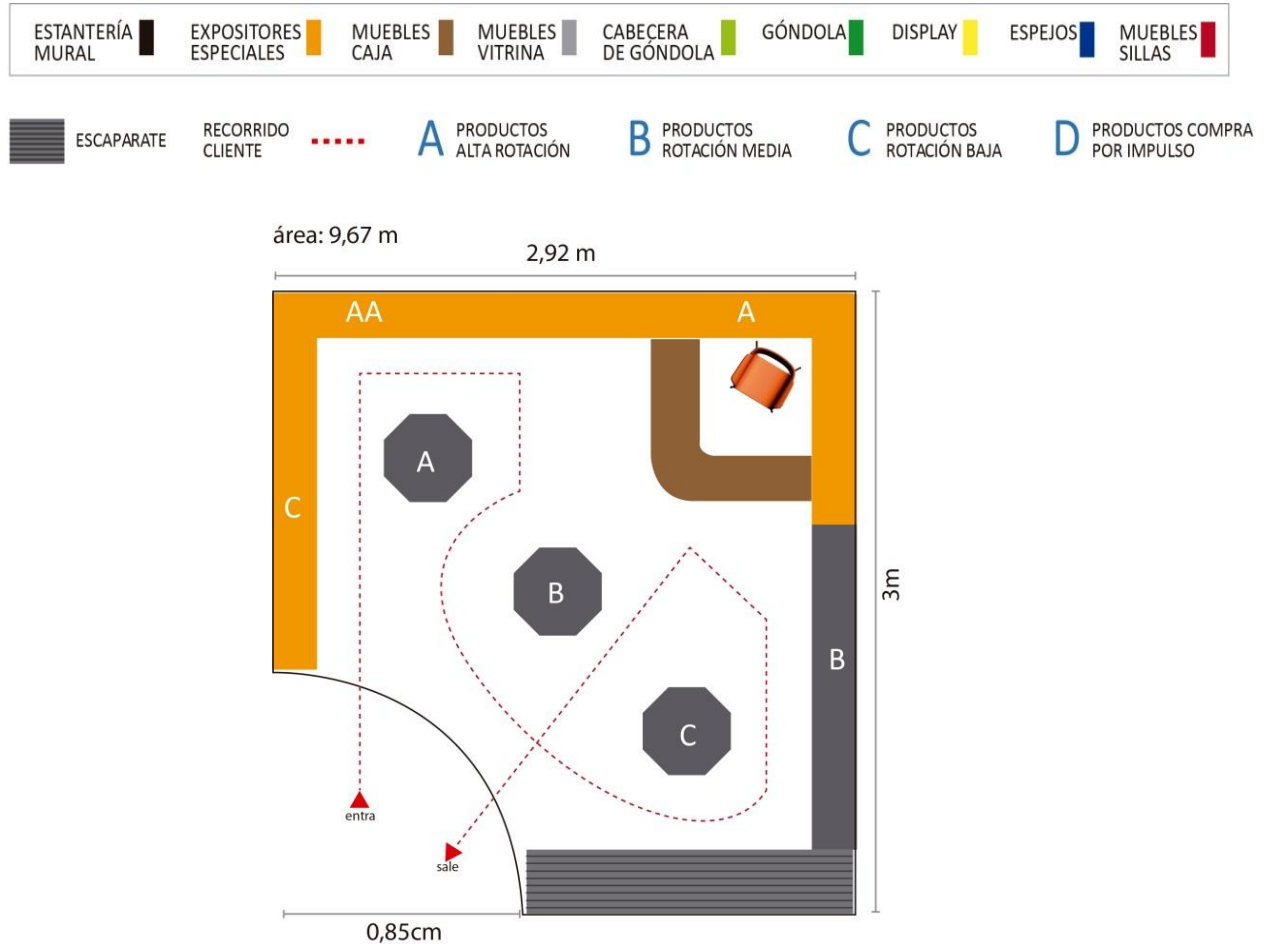 ESTANTERÍA
MURAL
EXPOSITORES
ESPECIALES
MUEBLES
CAJA
MUEBLES
VITRINA
CABECERA
DE GÓNDOLA
GÓNDOLA
DISPLAY
ESPEJOS
MUEBLES
SILLAS
ESCAPARATE
RECORRIDO
CLIENTE
A
PRODUCTOS
ALTA ROTACIÓN
B
PRODUCTOS
ROTACIÓN MEDIA
C
PRODUCTOS
ROTACIÓN BAJA
D
PRODUCTOS COMPRA
POR IMPULSO
área: 9,67 m
2,92 m
AA
A
A
C
B
3m
B
C
entra
sale
0,85cm